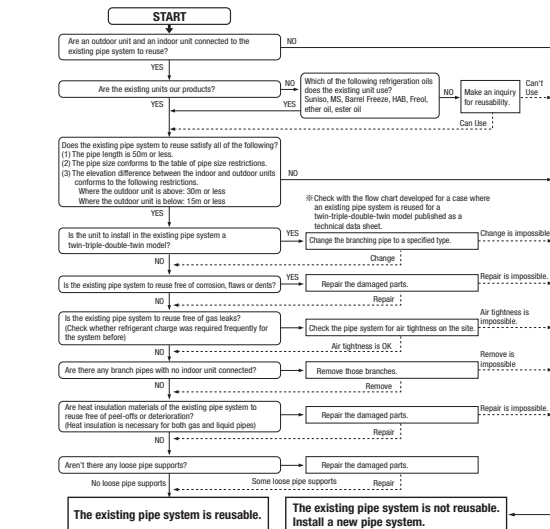 START
Are an outdoor unit and an indoor unit connected to the
existing pipe system to reuse?
NO
YES
Are the existing units our products?
NO
YES
YES
Which of the following refrigeration oils
does the existing unit use?
Suniso, MS, Barrel Freeze, HAB, Freol,
ether oil, ester oil
NO
Make an inquiry
for reusability.
Can't
Use
Can Use
Does the existing pipe system to reuse satisfy all of the following?
(1) The pipe length is 50m or less.
(2) The pipe size conforms to the table of pipe size restrictions.
(3) The elevation difference between the indoor and outdoor units
conforms to the following restrictions.
Where the outdoor unit is above: 30m or less
Where the outdoor unit is below: 15m or less
NO
YES
※Check with the flow chart developed for a case where
an existing pipe system is reused for a
twin-triple-double-twin model published as a
technical data sheet.
Is the unit to install in the existing pipe system a
twin-triple-double-twin model?
YES
Change the branching pipe to a specified type.
Change is impossible
NO
Change
Is the existing pipe system to reuse free of corrosion, flaws or dents?
YES
Repair the damaged parts.
Repair is impossible.
NO
Repair
Is the existing pipe system to reuse free of gas leaks?
(Check whether refrigerant charge was required frequently for
the system before)
Check the pipe system for air tightness on the site.
Air tightness is
impossible.
NO
Air tightness is OK
Are there any branch pipes with no indoor unit connected?
Remove those branches.
Remove is
impossible
NO
Remove
Are heat insulation materials of the existing pipe system to
reuse free of peel-offs or deterioration?
(Heat insulation is necessary for both gas and liquid pipes)
Repair the damaged parts.
Repair is impossible.
NO
Repair
Aren't there any loose pipe supports?
Repair the damaged parts.
No loose pipe supports
Some loose pipe supports
Repair
The existing pipe system is reusable.
The existing pipe system is not reusable.
Install a new pipe system.